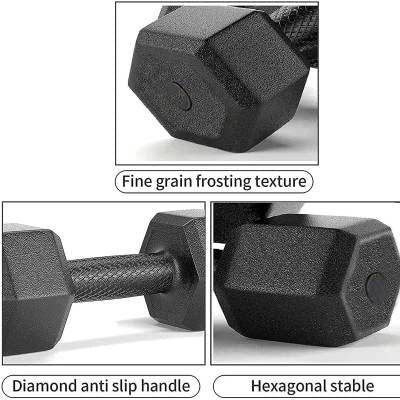 Fine grain frosting texture
Diamond anti slip handle
Hexagonal stable